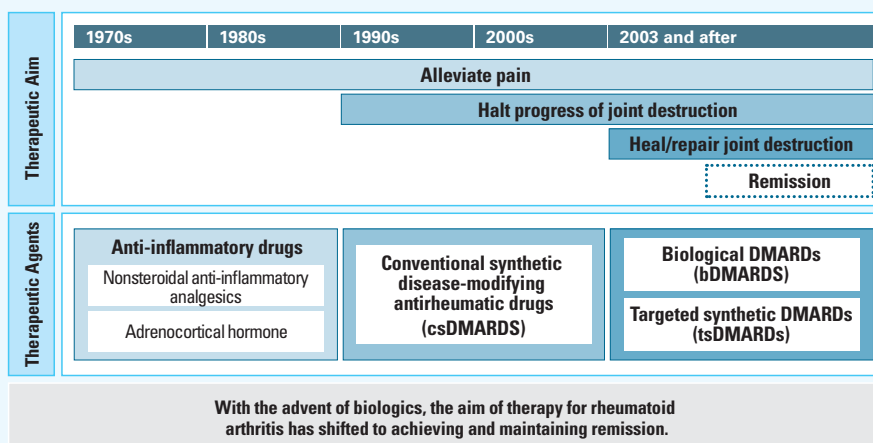 Therapeutic Aim
1970s
1980s
1990s
2000s
2003 and after
Alleviate pain
Halt progress of joint destruction
Heal/repair joint destruction
Remission
Therapeutic Agents
Anti-inflammatory drugs
Nonsteroidal anti-inflammatory
analgesics
Adrenocortical hormone
Conventional synthetic
disease-modifying
antirheumatic drugs
(csDMARDS)
Biological DMARDs
(bDMARDS)
Targeted synthetic DMARDs
(tsDMARDs)
With the advent of biologics, the aim of therapy for rheumatoid
arthritis has shifted to achieving and maintaining remission.